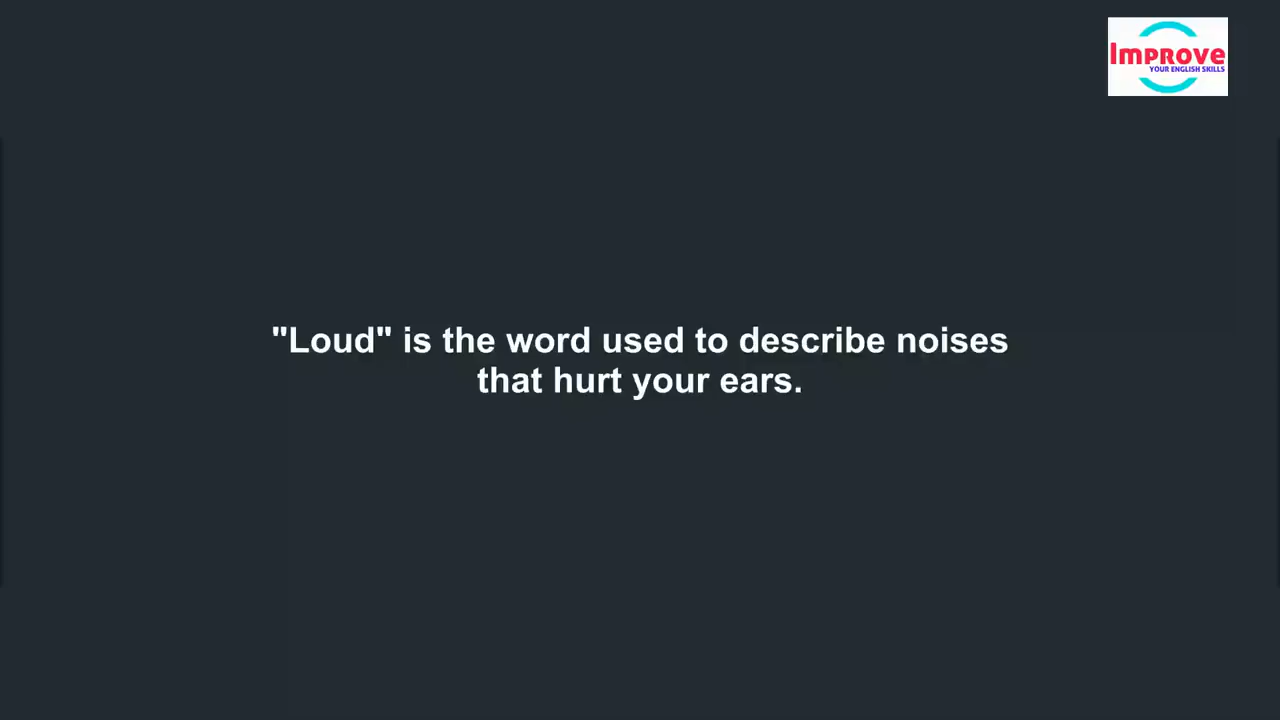 Improve
YOUR ENGLISH SKILLS
"Loud" is the word used to describe noises
that hurt your ears.